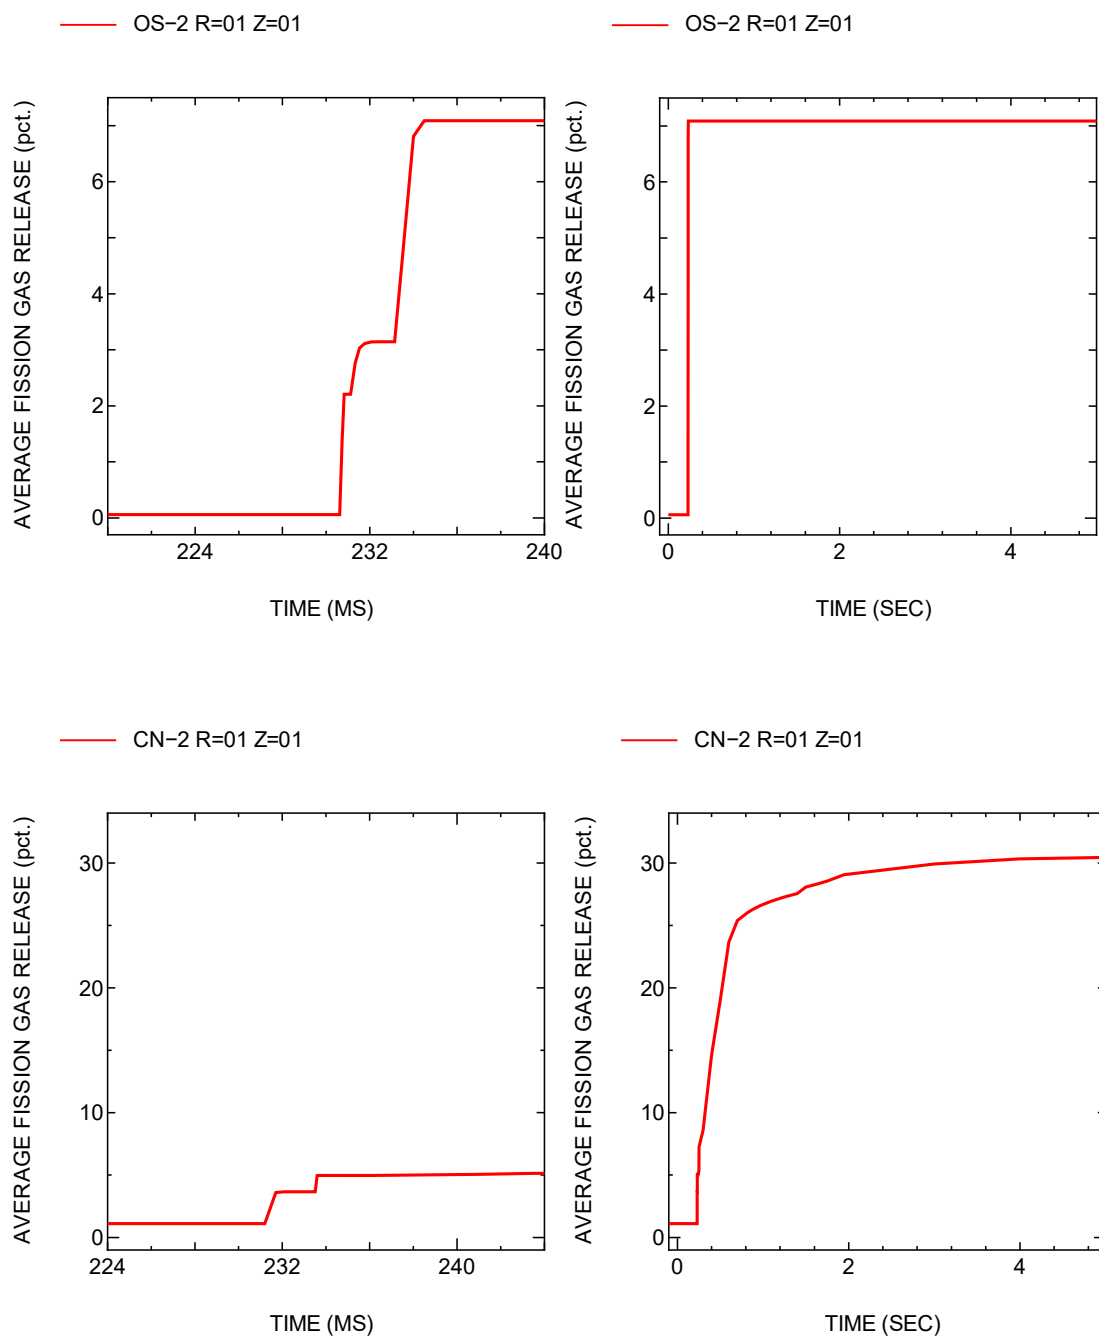 OS−2 R=01 Z=01
AVERAGE FISSION GAS RELEASE (pct.)
6
4
2
0
224 232 240
TIME (MS)
OS−2 R=01 Z=01
AVERAGE FISSION GAS RELEASE (pct.)
6
4
2
0
0 2 4
TIME (SEC)
CN−2 R=01 Z=01
AVERAGE FISSION GAS RELEASE (pct.)
30
20
10
0
224 232 240
TIME (MS)
CN−2 R=01 Z=01
AVERAGE FISSION GAS RELEASE (pct.)
30
20
10
0
0 2 4
TIME (SEC)